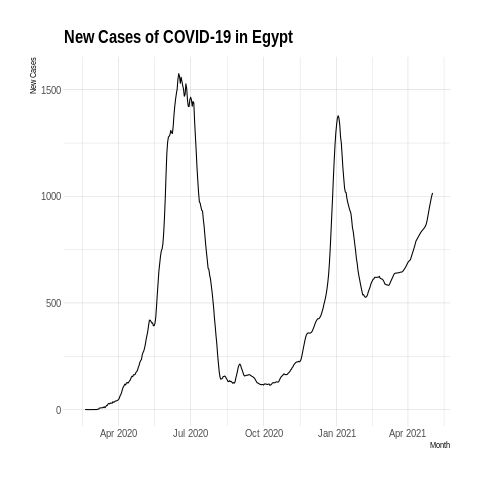 New Cases of COVID-19 in Egypt
New Cases
1500
1000
500
0
Apr 2020 Jul 2020 Oct 2020 Jan 2021 Apr 2021
Month